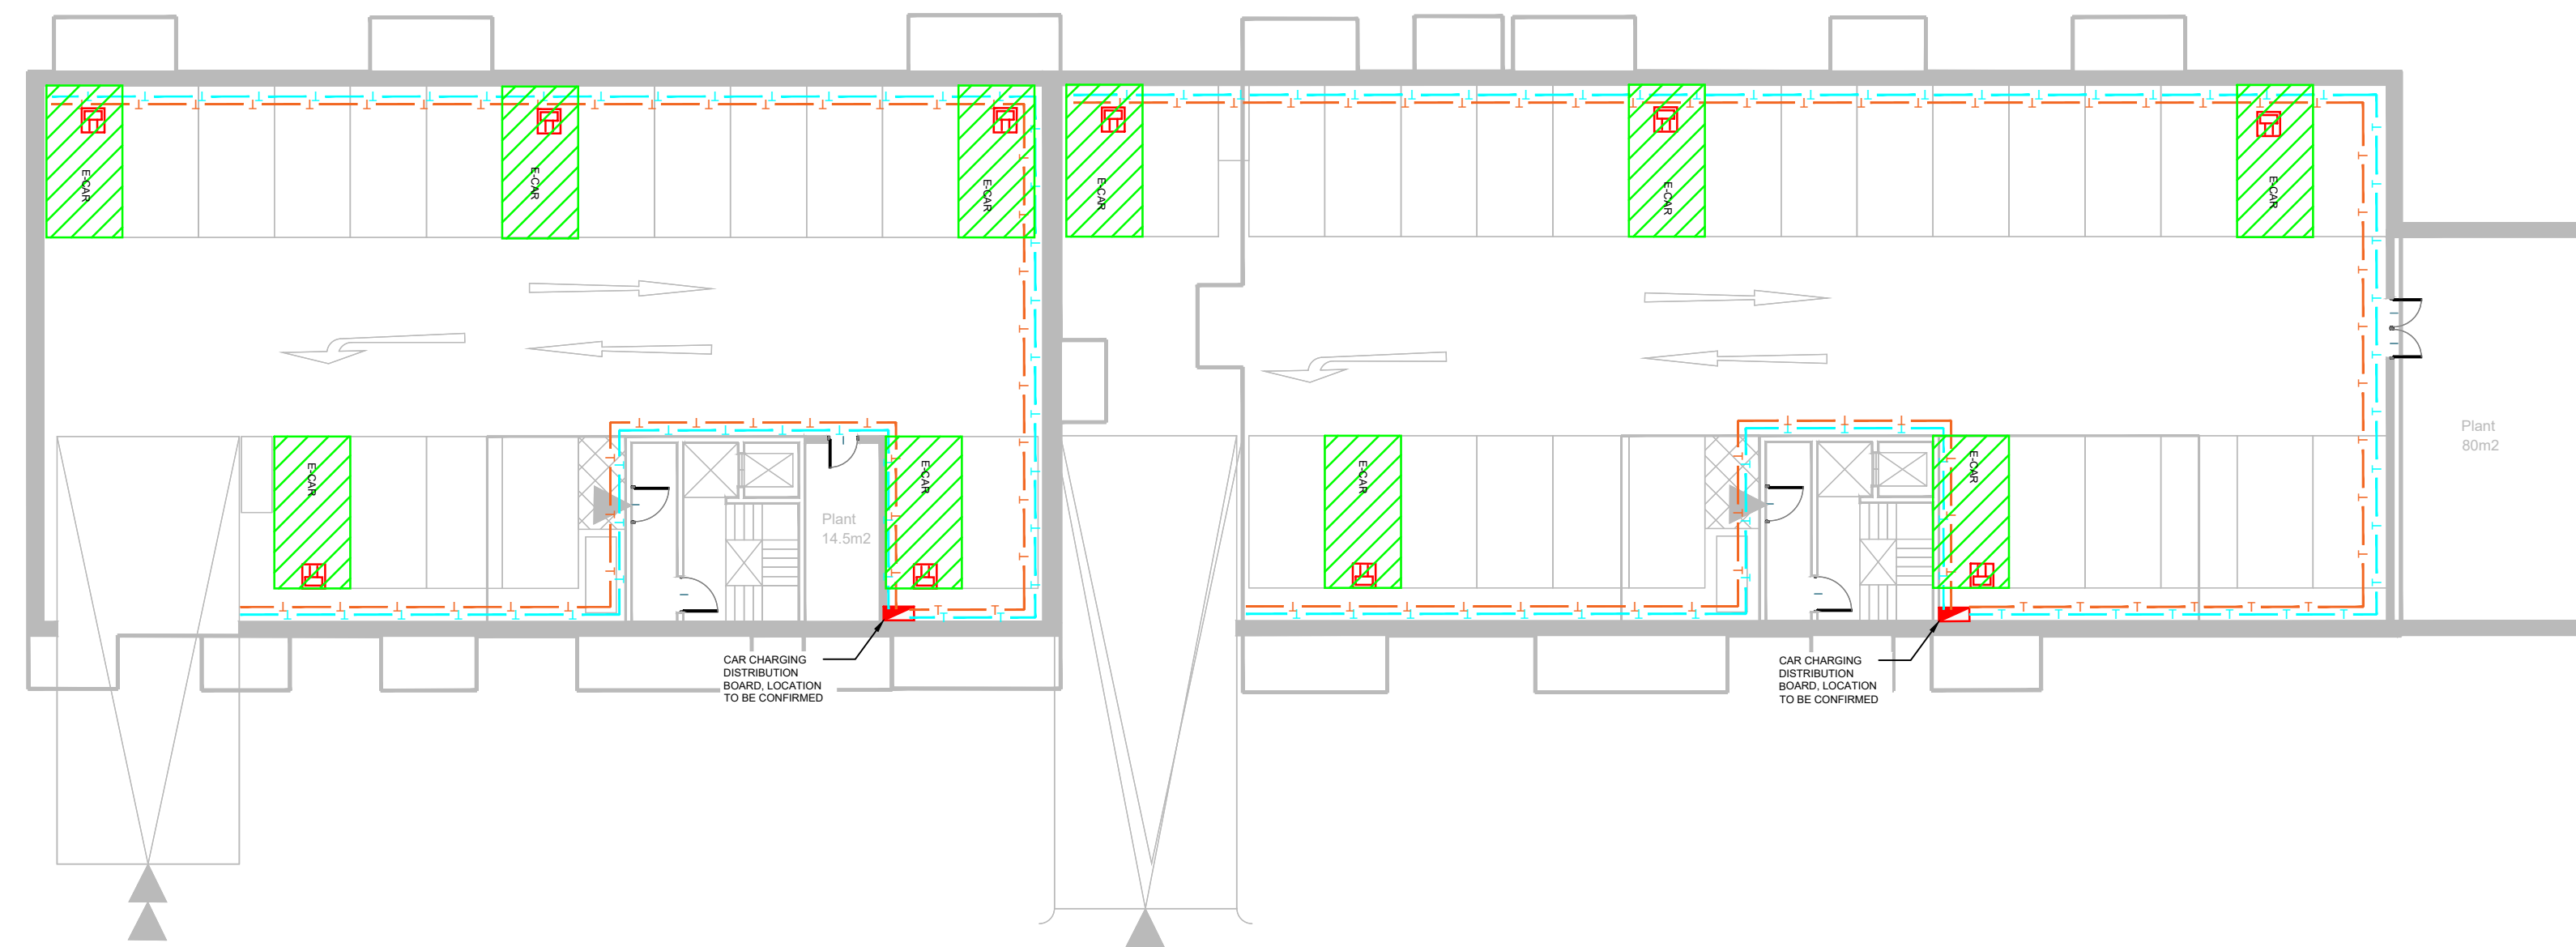 E-CAR
E-CAR
E-CAR
E-CAR
E-CAR
E-CAR
E-CAR
E-CAR
E-CAR
E-CAR
Plant
14.5m2
Plant
80m2
CAR CHARGING
DISTRIBUTION
BOARD, LOCATION
TO BE CONFIRMED
CAR CHARGING
DISTRIBUTION
BOARD, LOCATION
TO BE CONFIRMED